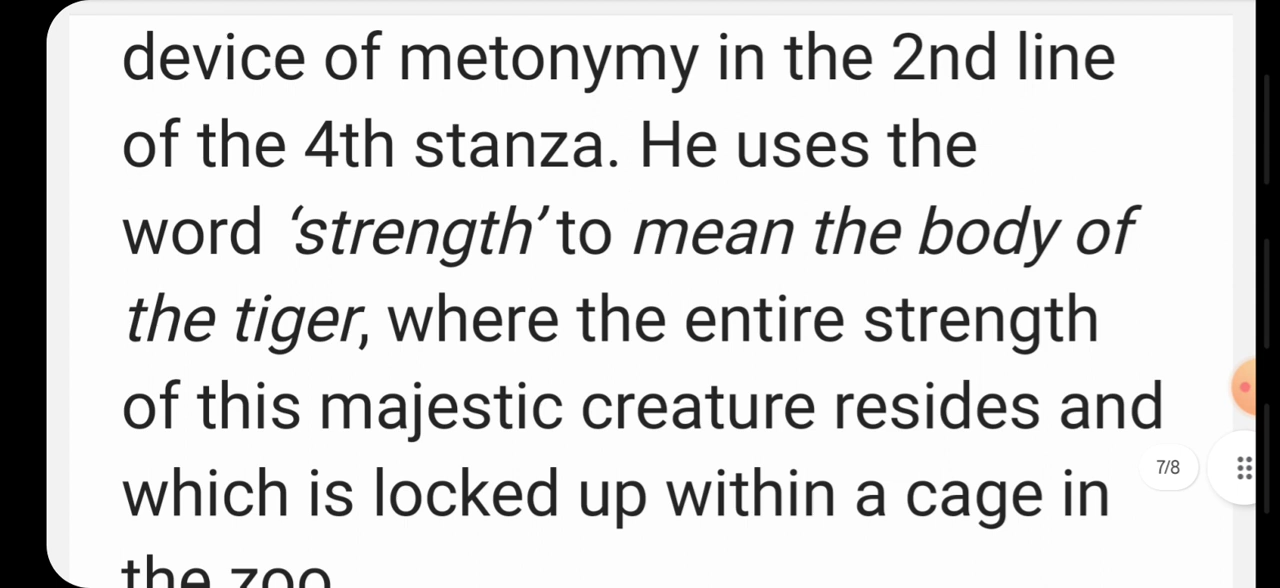 device of metonymy in the 2nd line
of the 4th stanza. He uses the
word ‘strength’ to mean the body of
the tiger, where the entire strength
of this majestic creature resides and
7/8
which is locked up within a cage in
the zoo